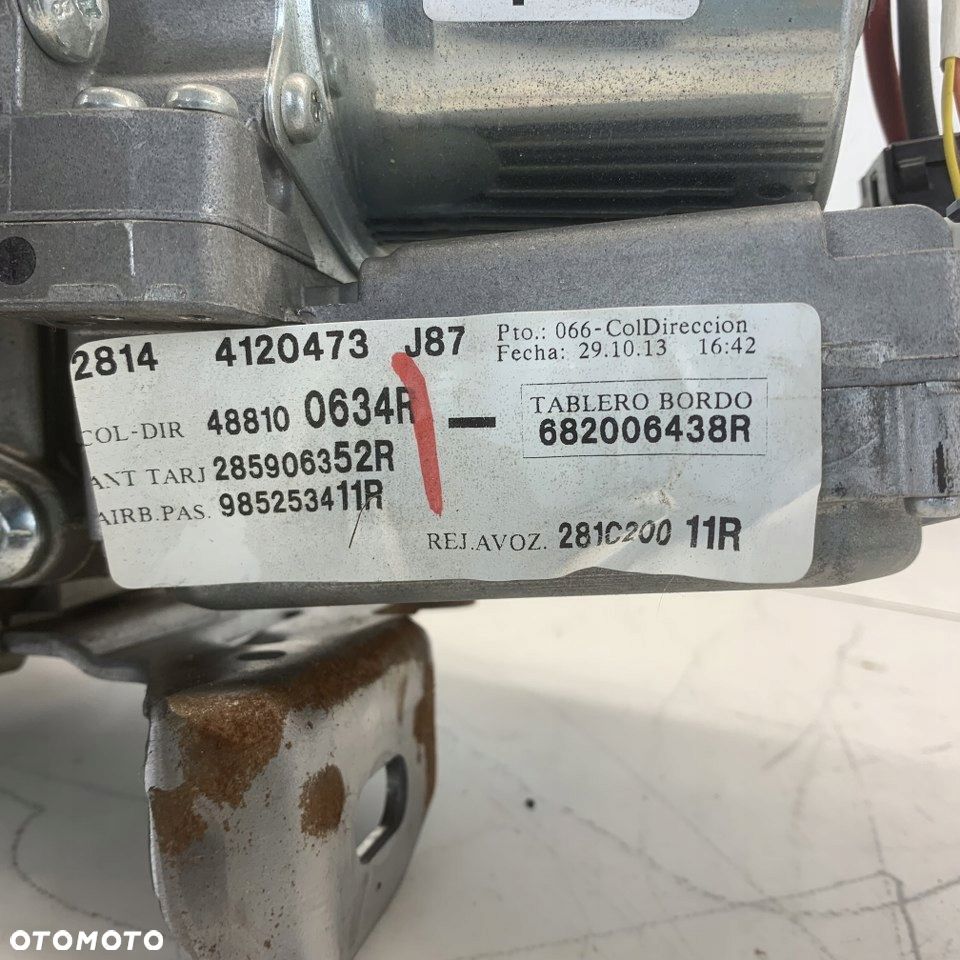 2814 4120473 J87 Pto.: 066-ColDireccion
Fecha: 29.10.13 16:42
COL-DIR 48810 0634R - TABLERO BORDO
682006438R
ANT TARJ 285906352R
AIRB.PAS. 985253411R
REJ.AVOZ. 281C200 11R
OTOMOTO